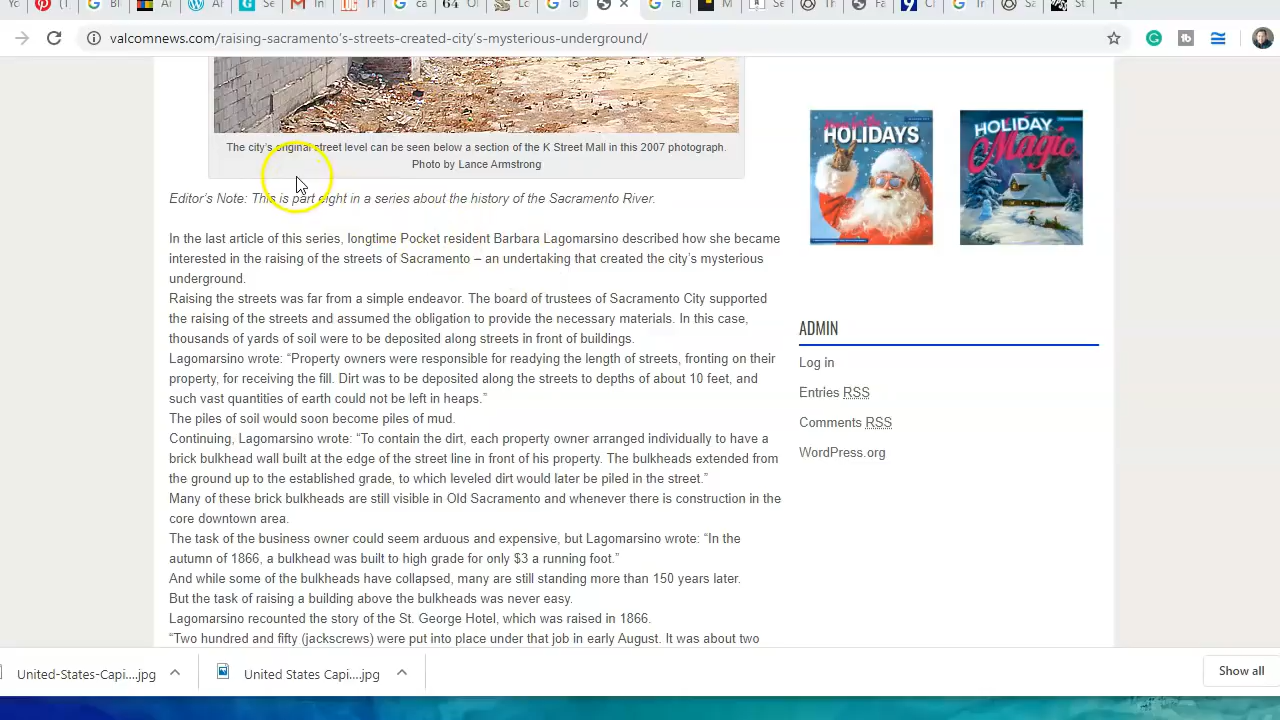 valcomnews.com/raising-sacramento's-streets-created-city's-mysterious-underground/
The city's original street level can be seen below a section of the K Street Mall in this 2007 photograph.
Photo by Lance Armstrong
Editor's Note: This is part eight in a series about the history of the Sacramento River.
In the last article of this series, longtime Pocket resident Barbara Lagomarsino described how she became
interested in the raising of the streets of Sacramento – an undertaking that created the city's mysterious
underground.
Raising the streets was far from a simple endeavor. The board of trustees of Sacramento City supported
the raising of the streets and assumed the obligation to provide the necessary materials. In this case,
thousands of yards of soil were to be deposited along streets in front of buildings.
Lagomarsino wrote: “Property owners were responsible for readying the length of streets, fronting on their
property, for receiving the fill. Dirt was to be deposited along the streets to depths of about 10 feet, and
such vast quantities of earth could not be left in heaps.”
The piles of soil would soon become piles of mud.
Continuing, Lagomarsino wrote: “To contain the dirt, each property owner arranged individually to have a
brick bulkhead wall built at the edge of the street line in front of his property. The bulkheads extended from
the ground up to the established grade, to which leveled dirt would later be piled in the street.”
Many of these brick bulkheads are still visible in Old Sacramento and whenever there is construction in the
core downtown area.
The task of the business owner could seem arduous and expensive, but Lagomarsino wrote: “In the
autumn of 1866, a bulkhead was built to high grade for only $3 a running foot.”
And while some of the bulkheads have collapsed, many are still standing more than 150 years later.
But the task of raising a building above the bulkheads was never easy.
Lagomarsino recounted the story of the St. George Hotel, which was raised in 1866.
“Two hundred and fifty (jackscrews) were put into place under that job in early August. It was about two
HOLIDAYS
HOLIDAY
Magic
ADMIN
Log in
Entries RSS
Comments RSS
WordPress.org
United-States-Capi....jpg
United States Capi....jpg
Show all